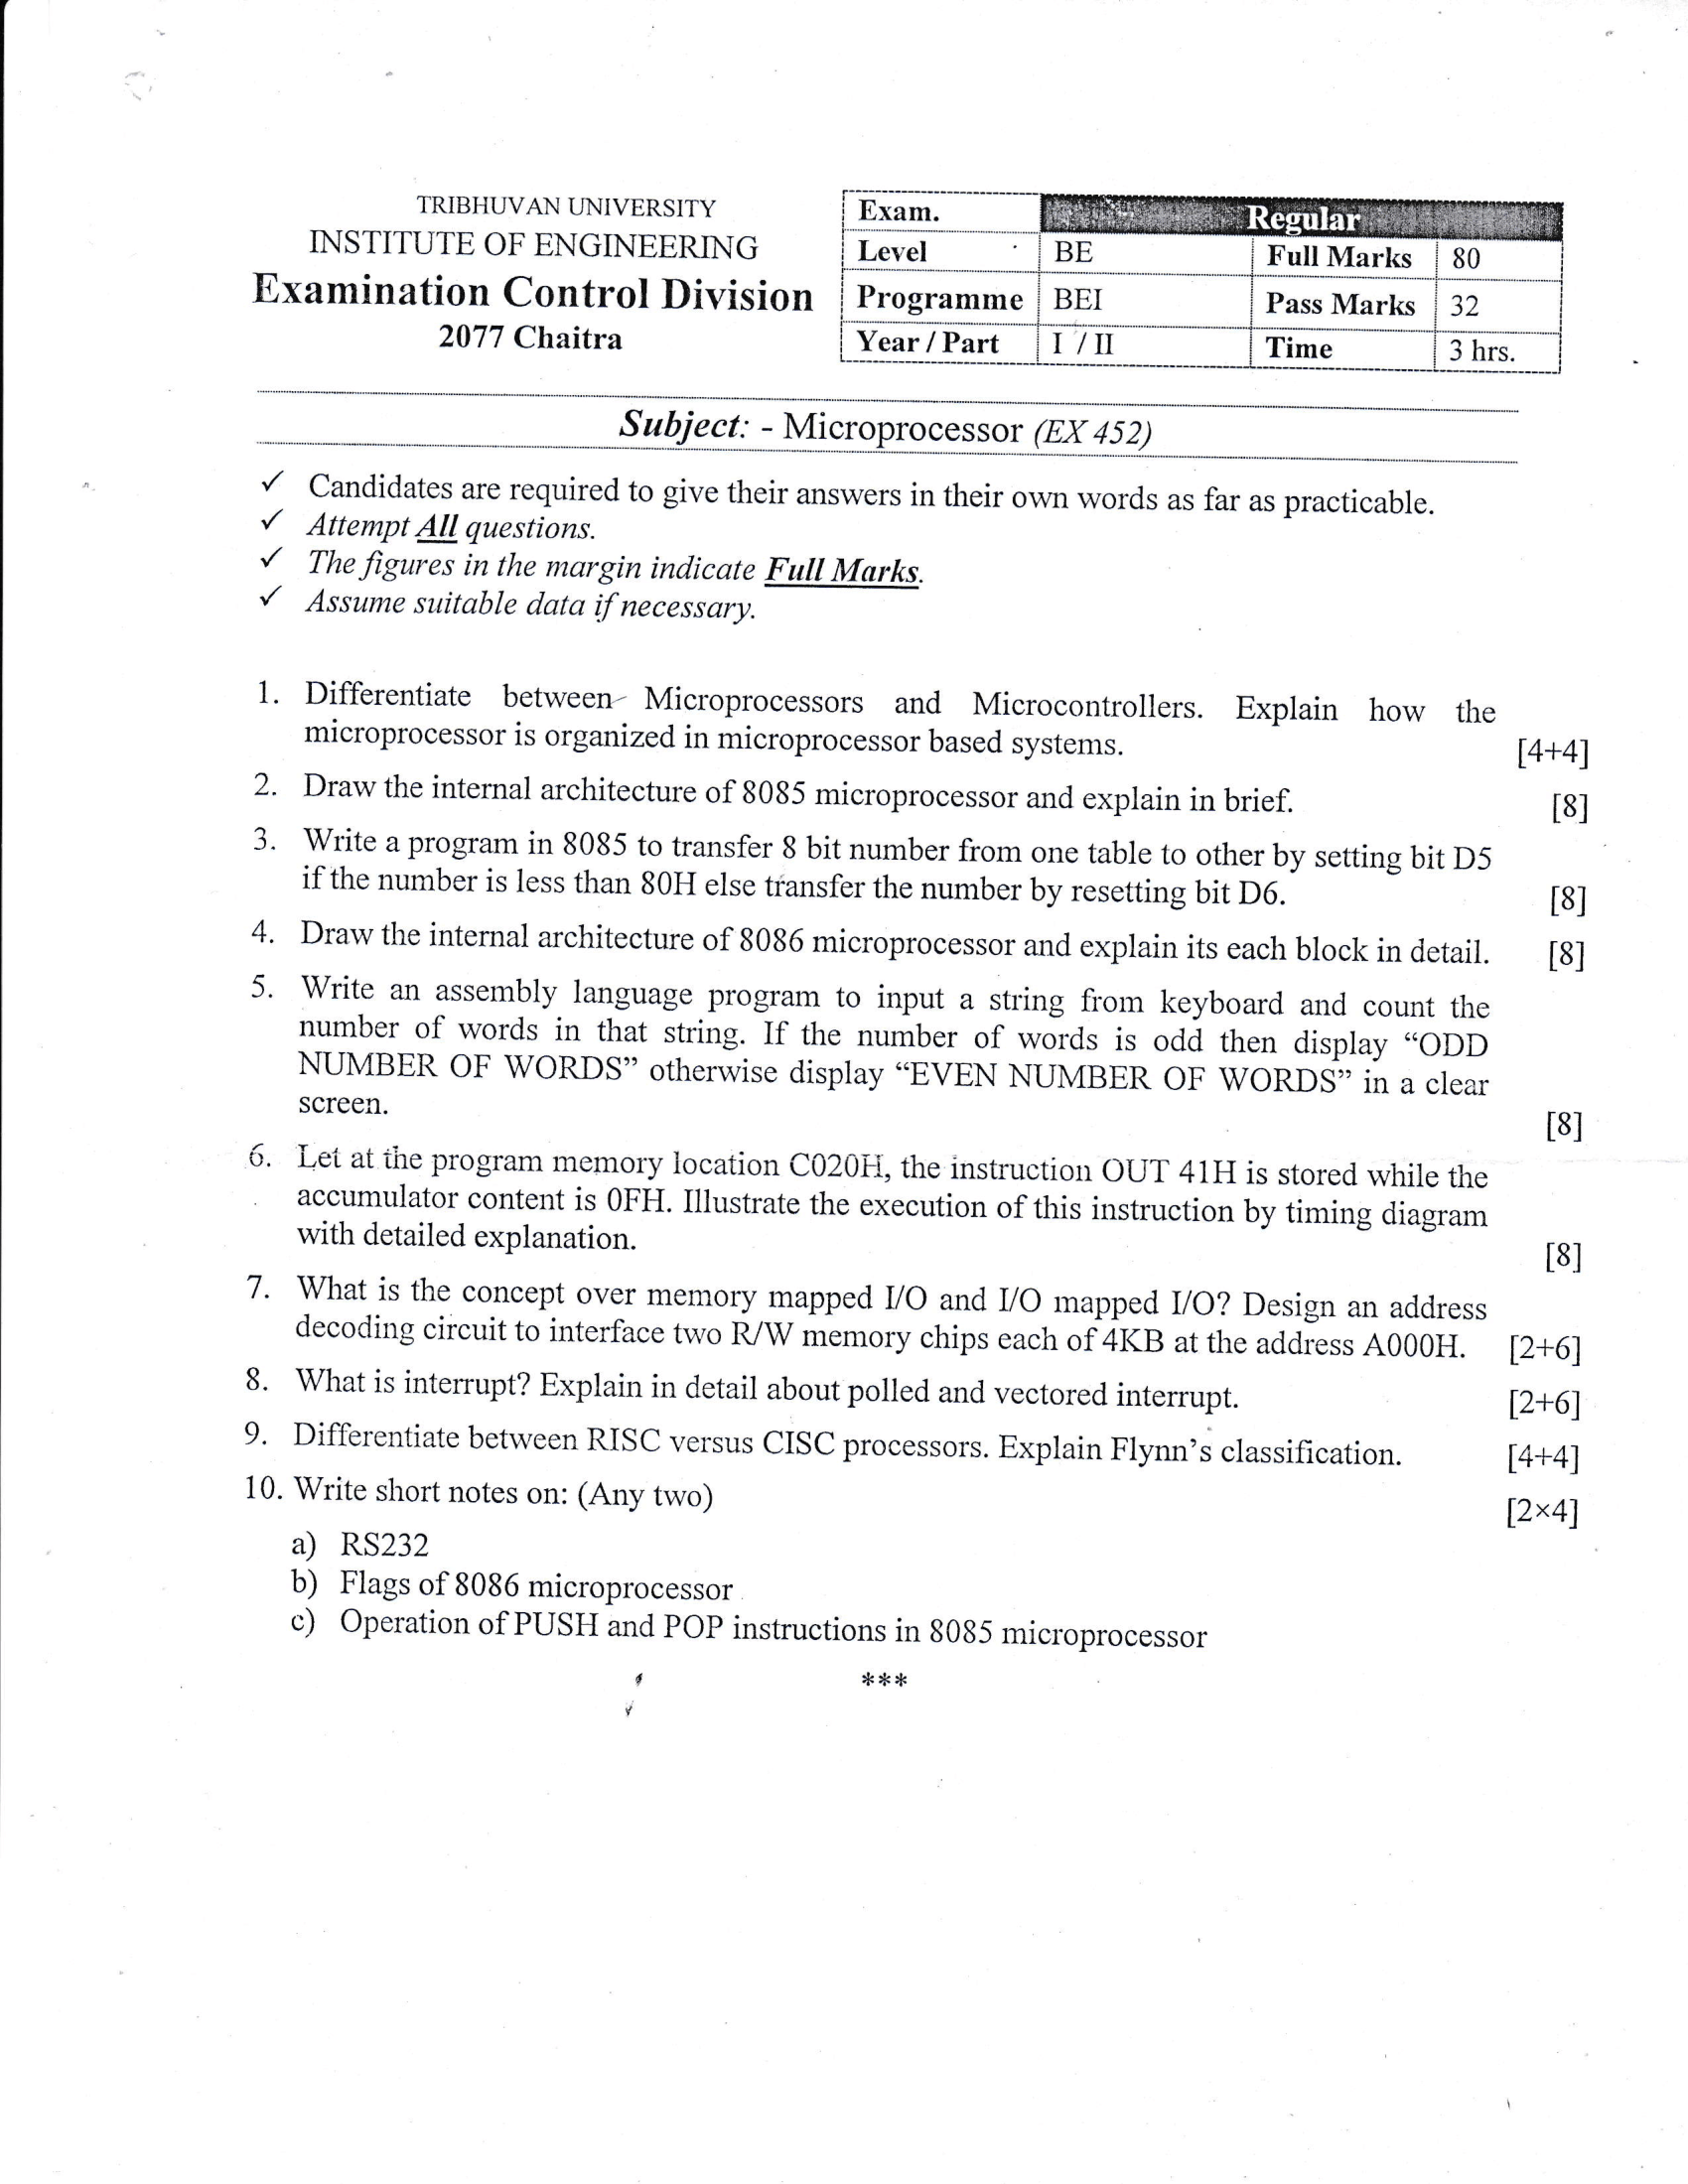 TRIBHUVAN UNIVERSITY
INSTITUTE OF ENGINEERING
Examination Control Division
2077 Chaitra
Exam. Regular
Level BE Full Marks 80
Programme BEI Pass Marks 32
Year / Part I / II Time 3 hrs.
Subject: - Microprocessor (EX 452)
✓ Candidates are required to give their answers in their own words as far as practicable.
✓ Attempt All questions.
✓ The figures in the margin indicate Full Marks.
✓ Assume suitable data if necessary.
1. Differentiate between Microprocessors and Microcontrollers. Explain how the
microprocessor is organized in microprocessor based systems. [4+4]
2. Draw the internal architecture of 8085 microprocessor and explain in brief. [8]
3. Write a program in 8085 to transfer 8 bit number from one table to other by setting bit D5
if the number is less than 80H else transfer the number by resetting bit D6. [8]
4. Draw the internal architecture of 8086 microprocessor and explain its each block in detail. [8]
5. Write an assembly language program to input a string from keyboard and count the
number of words in that string. If the number of words is odd then display “ODD
NUMBER OF WORDS” otherwise display “EVEN NUMBER OF WORDS” in a clear
screen. [8]
6. Let at the program memory location C020H, the instruction OUT 41H is stored while the
accumulator content is 0FH. Illustrate the execution of this instruction by timing diagram
with detailed explanation. [8]
7. What is the concept over memory mapped I/O and I/O mapped I/O? Design an address
decoding circuit to interface two R/W memory chips each of 4KB at the address A000H. [2+6]
8. What is interrupt? Explain in detail about polled and vectored interrupt. [2+6]
9. Differentiate between RISC versus CISC processors. Explain Flynn’s classification. [4+4]
10. Write short notes on: (Any two) [2×4]
a) RS232
b) Flags of 8086 microprocessor
c) Operation of PUSH and POP instructions in 8085 microprocessor
***